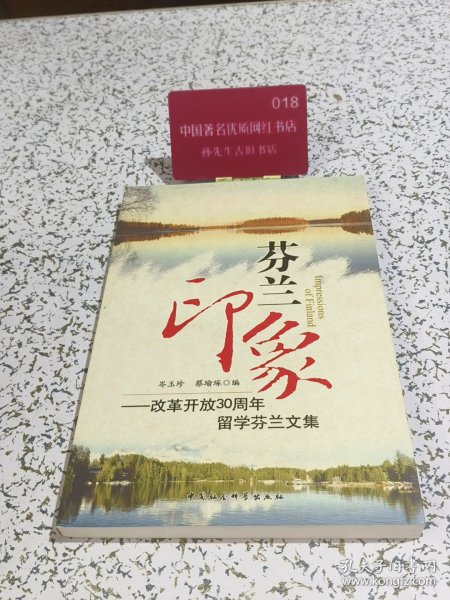 018
中国著名优质网红书店
孙先生古旧书店
芬兰
印象
Impressions
of Finland
岑玉珍 蔡瑜琢 编
——改革开放30周年
留学芬兰文集
中国社会科学出版社
孔夫子旧书网
www.kongfz.com